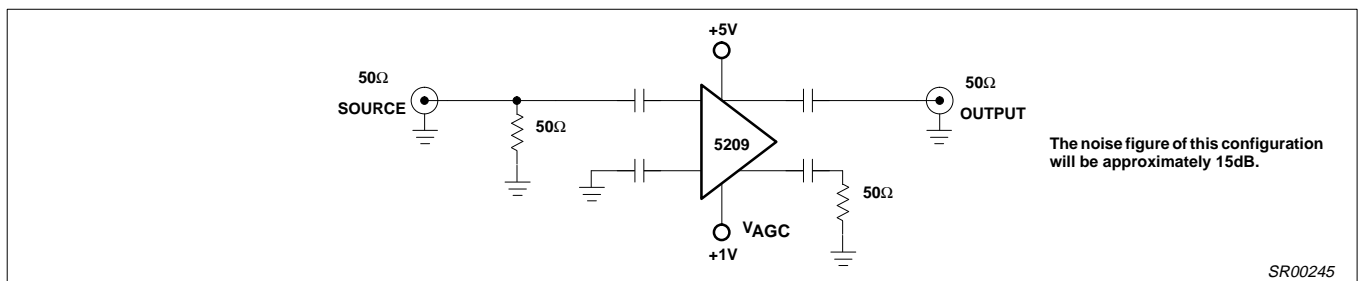 +5V
50Ω
SOURCE
50Ω
5209
50Ω
OUTPUT
The noise figure of this configuration
will be approximately 15dB.
50Ω
VAGC
+1V
SR00245